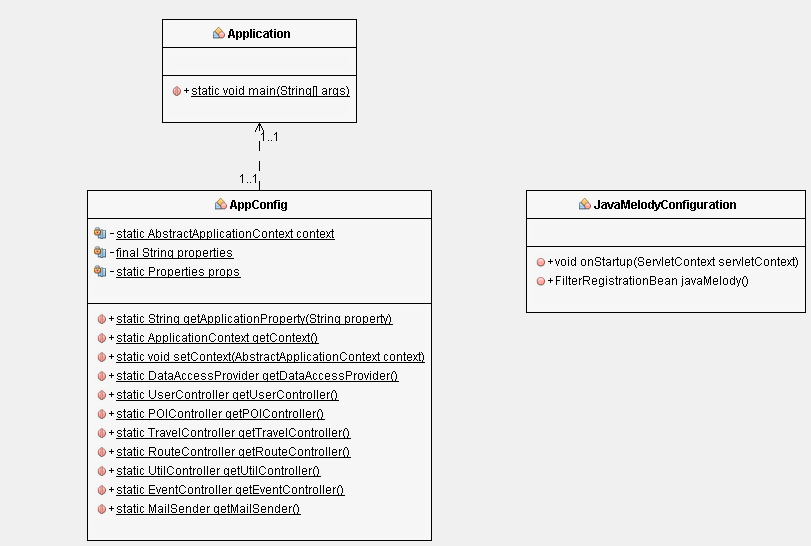 Application
+ static void main(String[] args)
1..1
1..1
AppConfig
- static AbstractApplicationContext context
- final String properties
- static Properties props
+ static String getApplicationProperty(String property)
+ static ApplicationContext getContext()
+ static void setContext(AbstractApplicationContext context)
+ static DataAccessProvider getDataAccessProvider()
+ static UserController getUserController()
+ static POIController getPOIController()
+ static TravelController getTravelController()
+ static RouteController getRouteController()
+ static UtilController getUtilController()
+ static EventController getEventController()
+ static MailSender getMailSender()
JavaMelodyConfiguration
+ void onStartup(ServletContext servletContext)
+ FilterRegistrationBean javaMelody()